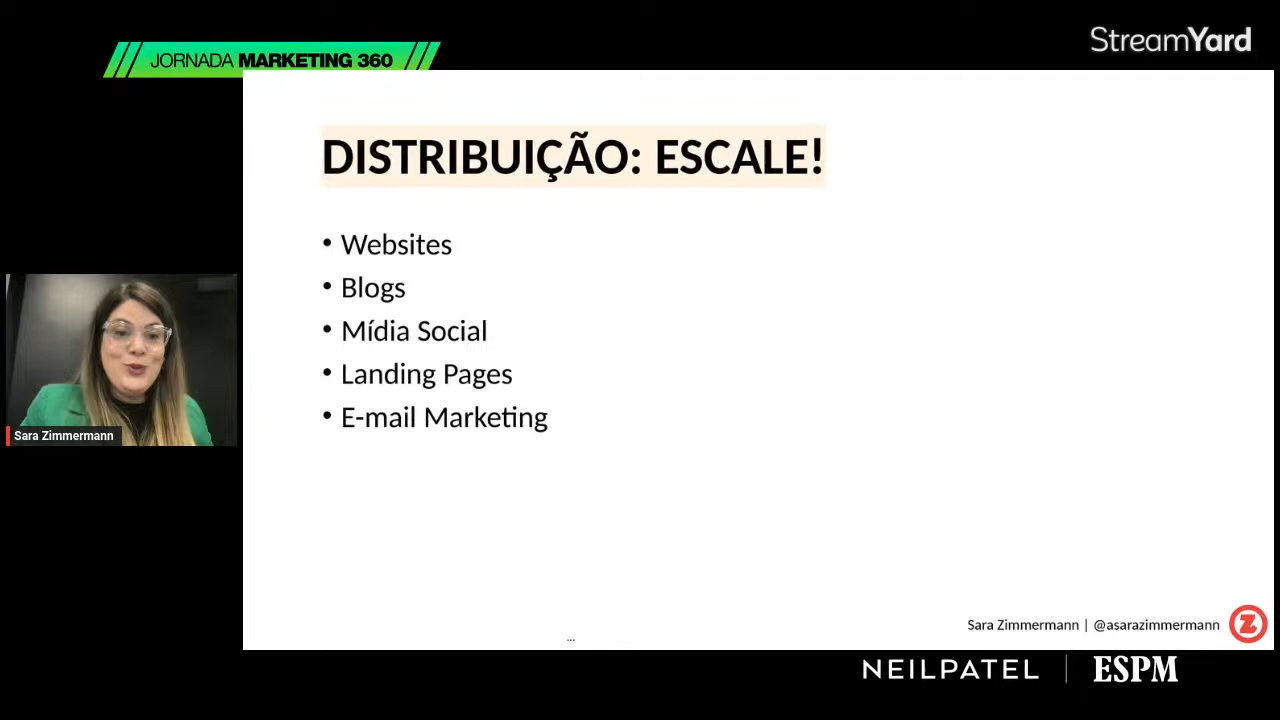 StreamYard
JORNADA MARKETING 360
DISTRIBUIÇÃO: ESCALE!
• Websites
• Blogs
• Mídia Social
• Landing Pages
• E-mail Marketing
Sara Zimmermann
Sara Zimmermann | @asarazimmermann
Z
...
NEILPATEL | ESPM